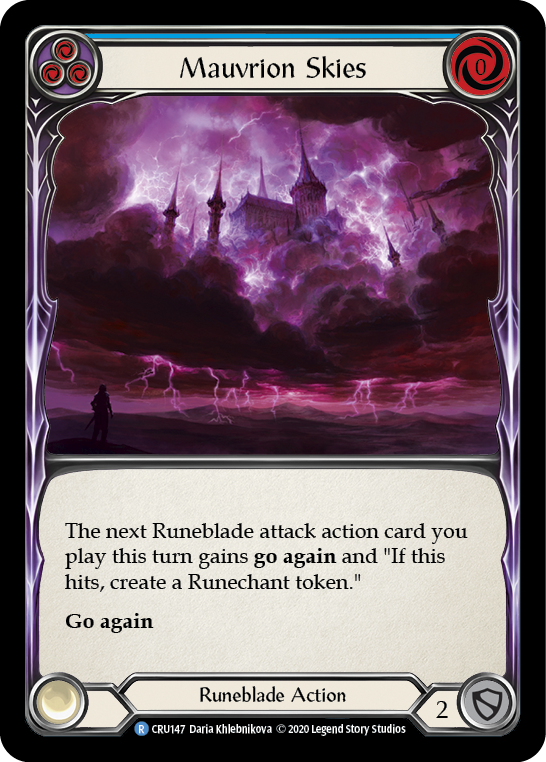 Mauvrion Skies
0
The next Runeblade attack action card you
play this turn gains go again and "If this
hits, create a Runechant token."
Go again
Runeblade Action
2
R CRU147 Daria Khlebnikova © 2020 Legend Story Studios